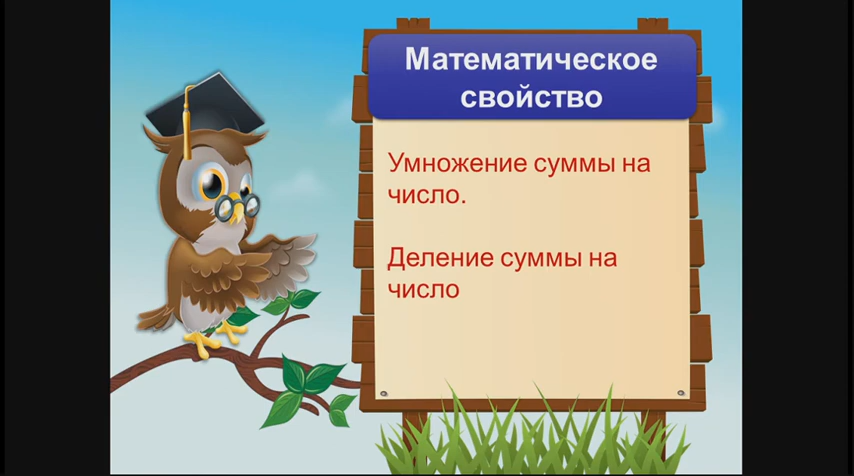 Математическое
свойство
Умножение суммы на
число.
Деление суммы на
число